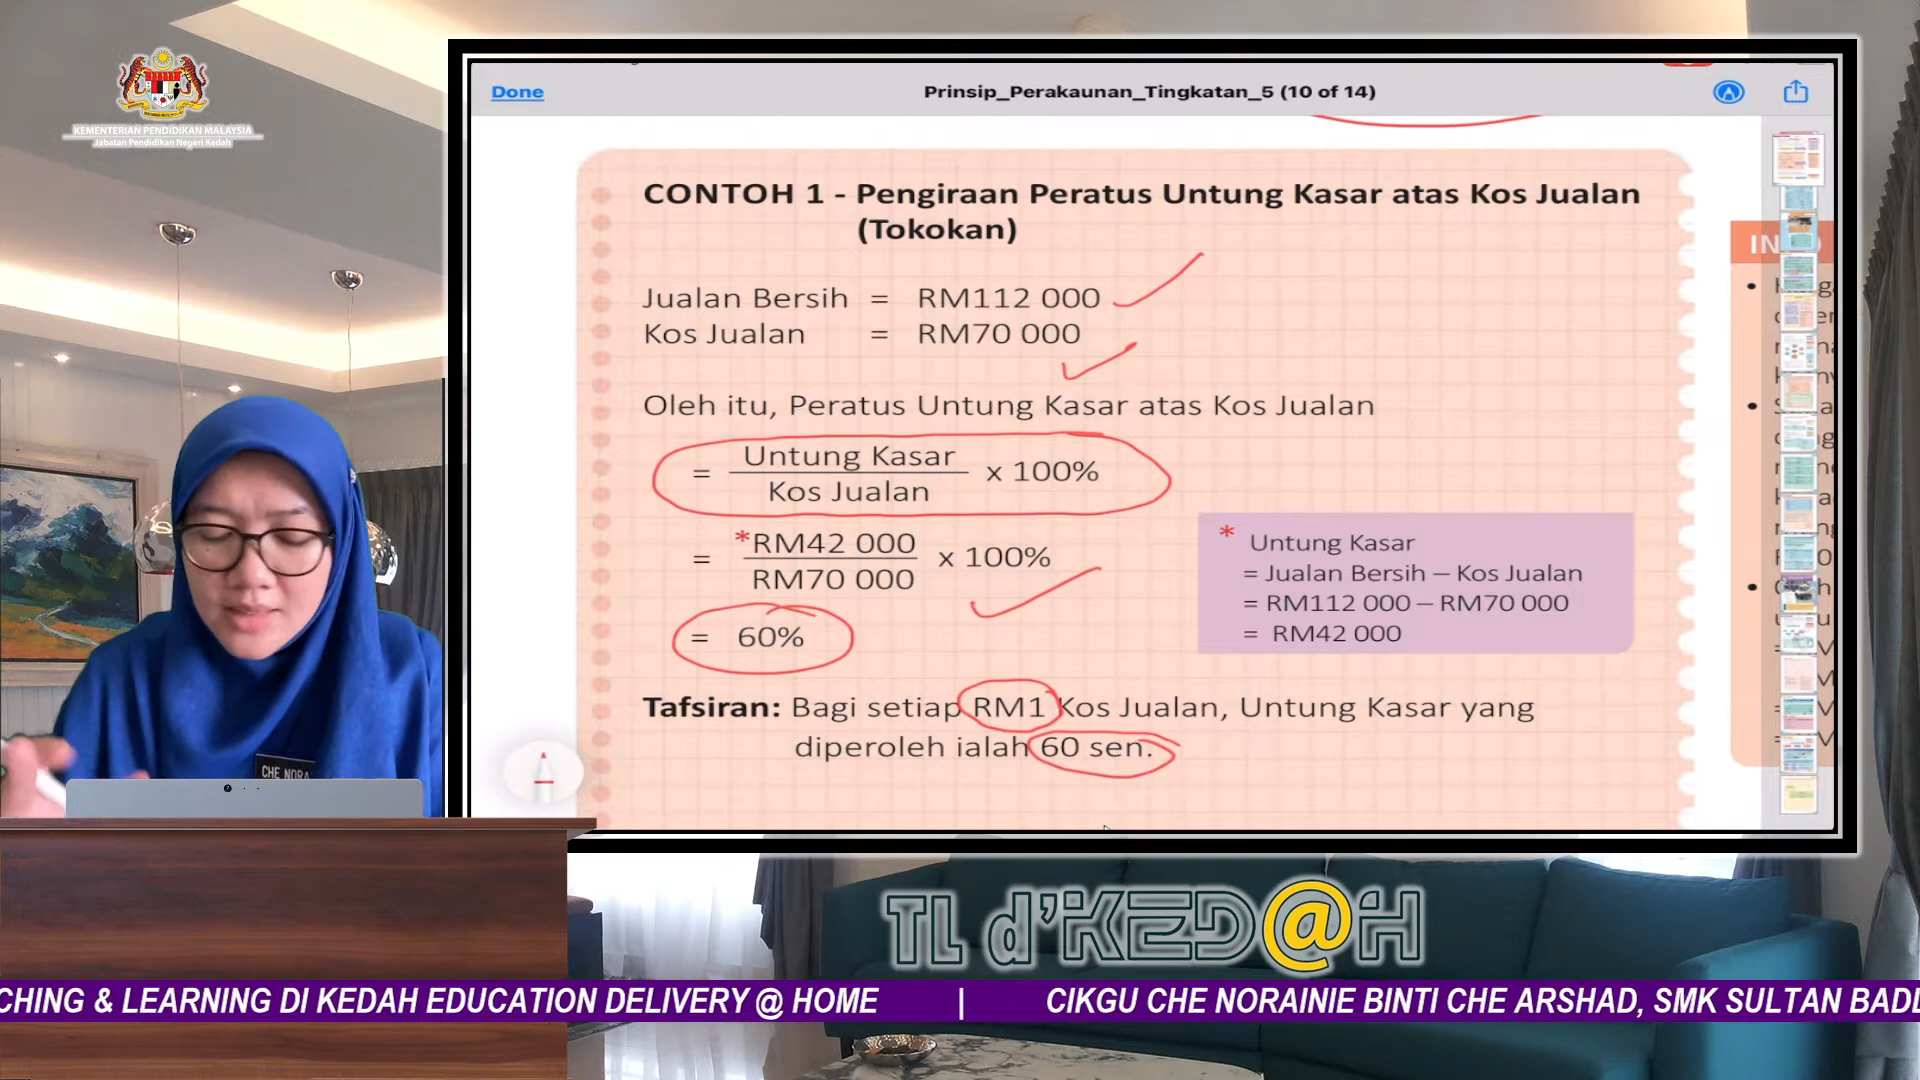 KEMENTERIAN PENDIDIKAN MALAYSIA
Jabatan Pendidikan Negeri Kedah
Done
Prinsip_Perakaunan_Tingkatan_5 (10 of 14)
CONTOH 1 - Pengiraan Peratus Untung Kasar atas Kos Jualan
(Tokokan)
Jualan Bersih = RM112 000
Kos Jualan = RM70 000
Oleh itu, Peratus Untung Kasar atas Kos Jualan
= Untung Kasar
Kos Jualan
x 100%
= *RM42 000
RM70 000
x 100%
= 60%
* Untung Kasar
= Jualan Bersih – Kos Jualan
= RM112 000 – RM70 000
= RM42 000
Tafsiran: Bagi setiap RM1 Kos Jualan, Untung Kasar yang
diperoleh ialah 60 sen.
CHE NORA
TL d'KED@H
CHING & LEARNING DI KEDAH EDUCATION DELIVERY @ HOME | CIKGU CHE NORAINIE BINTI CHE ARSHAD, SMK SULTAN BADL